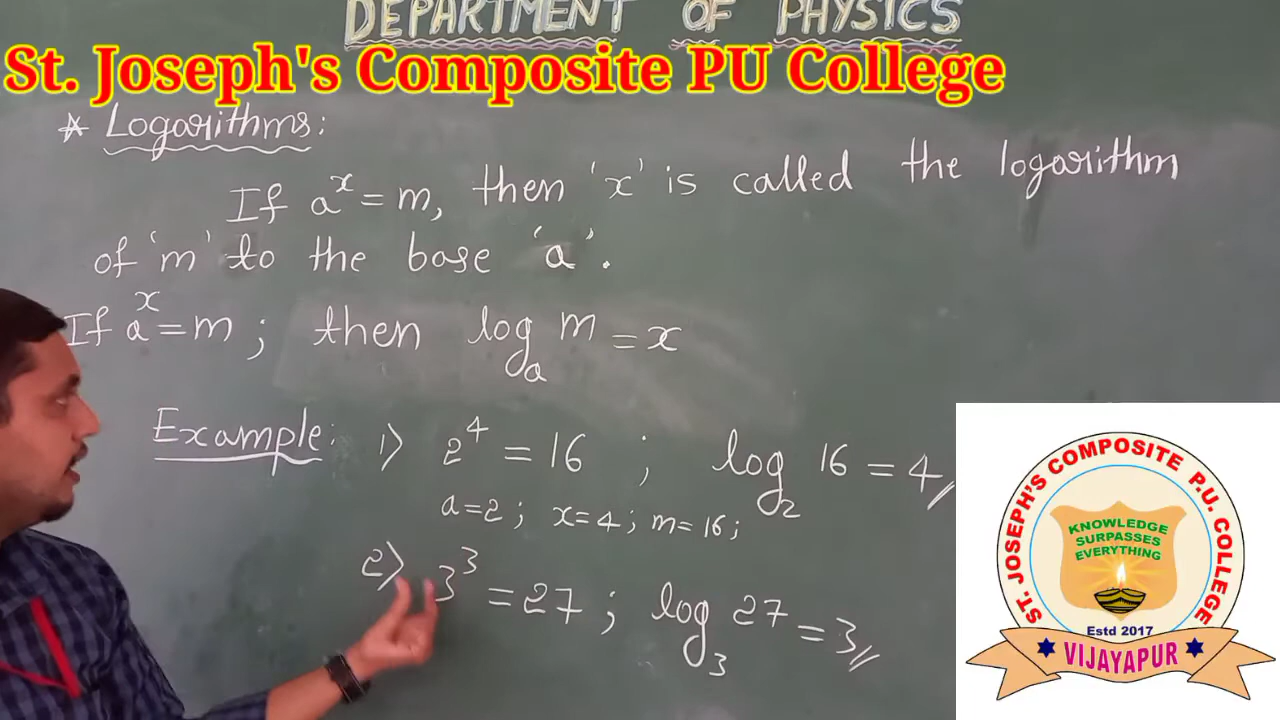 DEPARTMENT OF PHYSICS
St. Joseph's Composite PU College
* Logarithms:
If a^x = m, then 'x' is called the logarithm
of 'm' to the base 'a'.
If a^x = m ; then log_a m = x
Example: 1) 2^4 = 16 ; log_2 16 = 4//
a=2 ; x=4 ; m=16;
2) 3^3 = 27 ; log_3 27 = 3//
ST. JOSEPH'S COMPOSITE P.U. COLLEGE
KNOWLEDGE
SURPASSES
EVERYTHING
Estd 2017
VIJAYAPUR